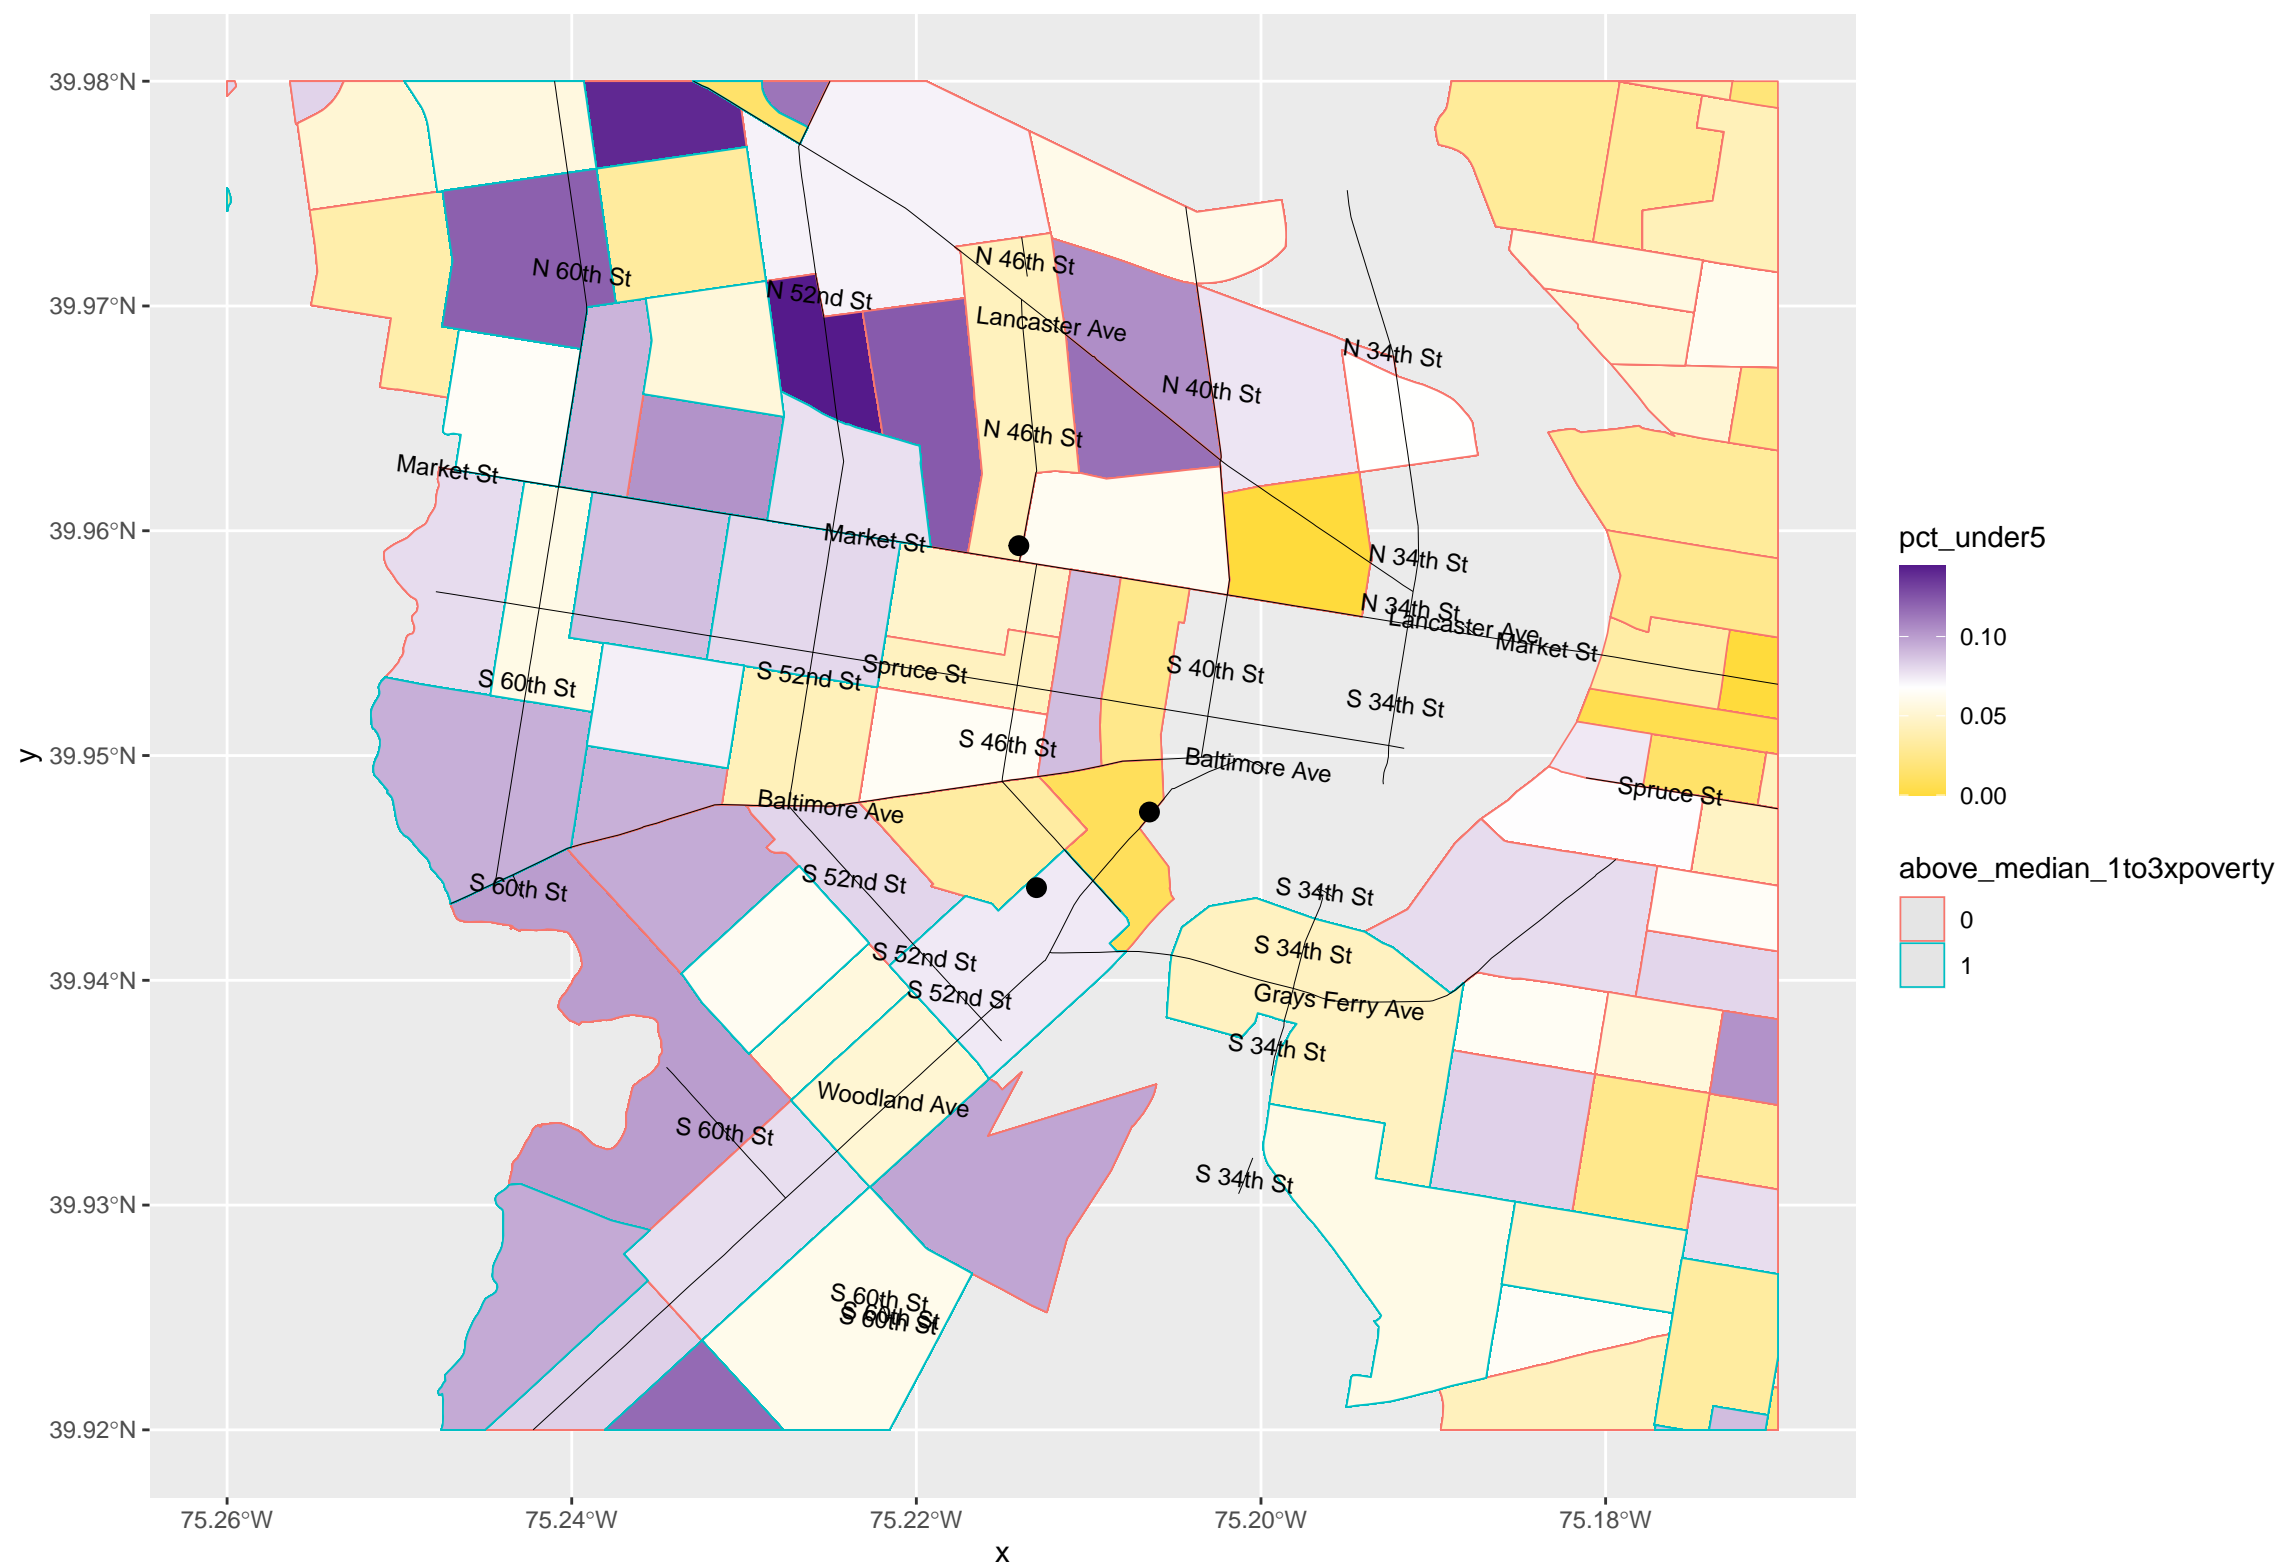 39.98°N
39.97°N
39.96°N
39.95°N
39.94°N
39.93°N
39.92°N
y
75.26°W
75.24°W
75.22°W
75.20°W
75.18°W
x
N 60th St
N 46th St
N 52nd St
Lancaster Ave
N 34th St
N 40th St
N 46th St
Market St
Market St
N 34th St
N 34th St
Lancaster Ave
Market St
Spruce St
S 40th St
S 52nd St
S 60th St
S 34th St
S 46th St
Baltimore Ave
Spruce St
Baltimore Ave
S 60th St
S 52nd St
S 34th St
S 34th St
S 52nd St
S 52nd St
Grays Ferry Ave
S 34th St
Woodland Ave
S 60th St
S 34th St
S 60th St
S 60th St
S 60th St
pct_under5
0.10
0.05
0.00
above_median_1to3xpoverty
0
1